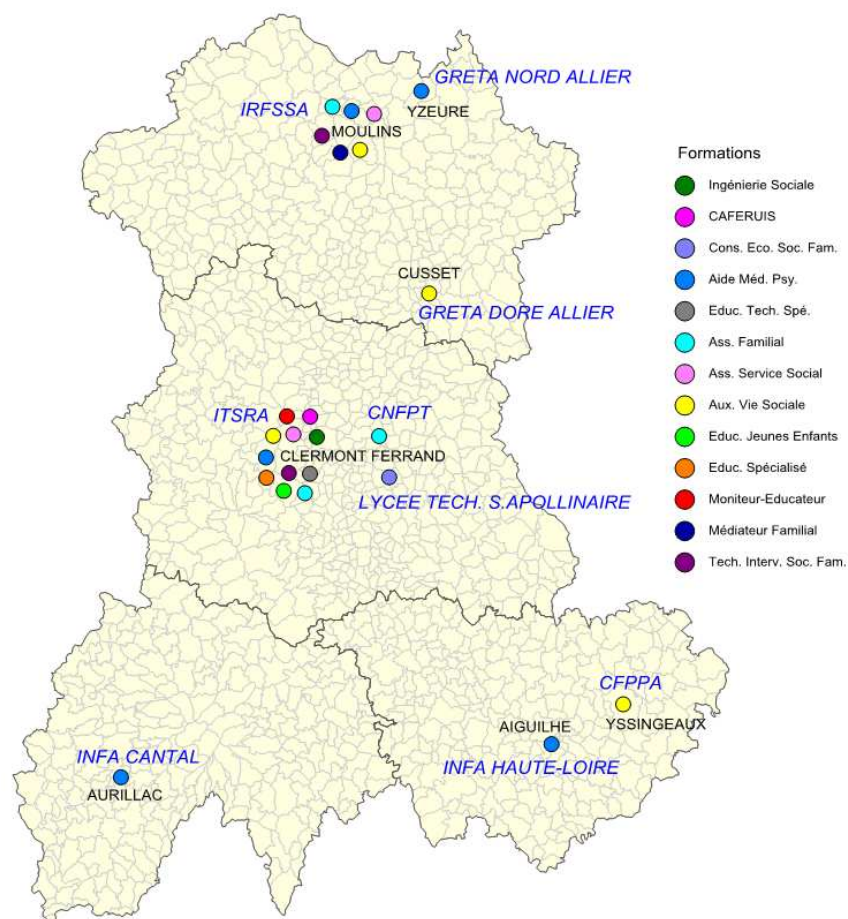 GRETA NORD ALLIER
IRFSSA
YZEURE
MOULINS
CUSSET
GRETA DORE ALLIER
ITSRA
CNFPT
CLERMONT FERRAND
LYCEE TECH. S.APOLLINAIRE
CFPPA
AIGUILHE
YSSINGEAUX
INFA CANTAL
INFA HAUTE-LOIRE
AURILLAC
Formations
Ingénierie Sociale
CAFERUIS
Cons. Eco. Soc. Fam.
Aide Méd. Psy.
Educ. Tech. Spé.
Ass. Familial
Ass. Service Social
Aux. Vie Sociale
Educ. Jeunes Enfants
Educ. Spécialisé
Moniteur-Educateur
Médiateur Familial
Tech. Interv. Soc. Fam.